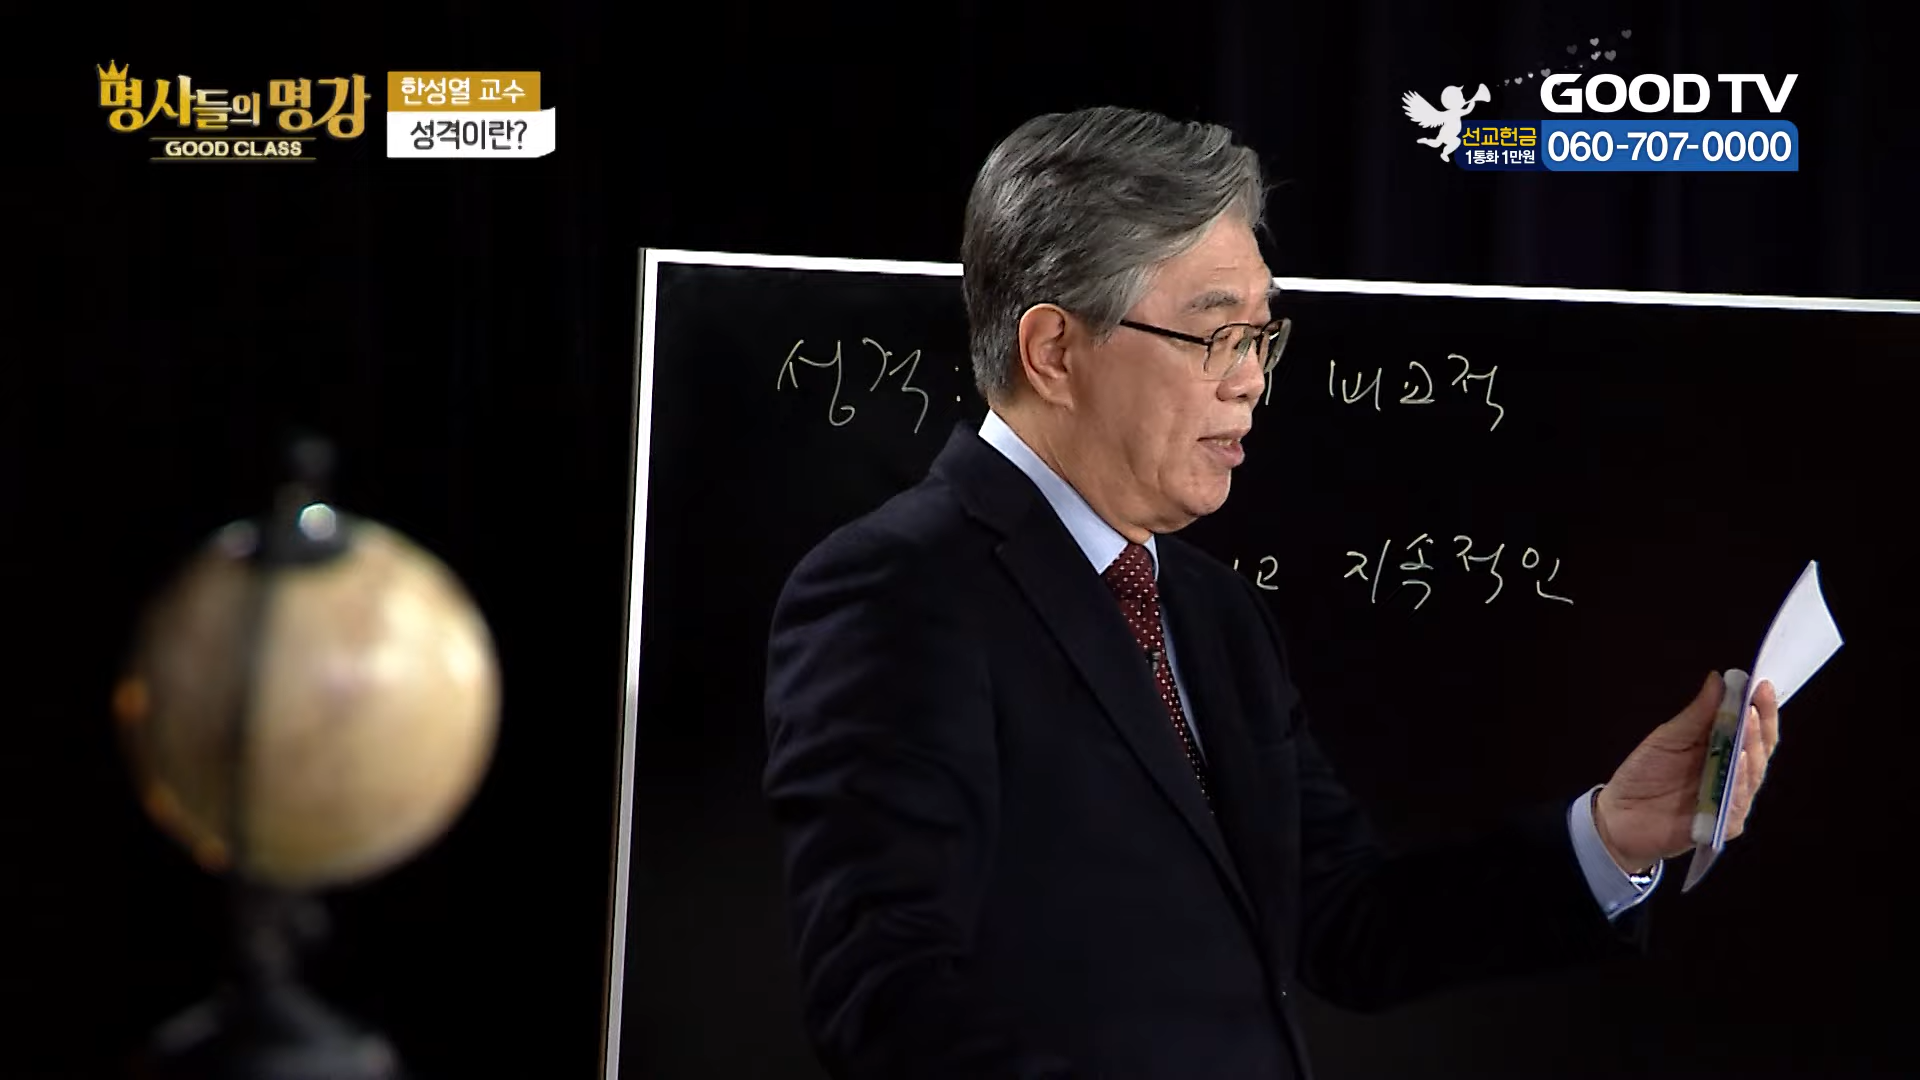 명사들의 명강
GOOD CLASS
한성열 교수
성격이란?
GOOD TV
선교헌금
1통화 1만원
060-707-0000
성격: 비교적
지속적인